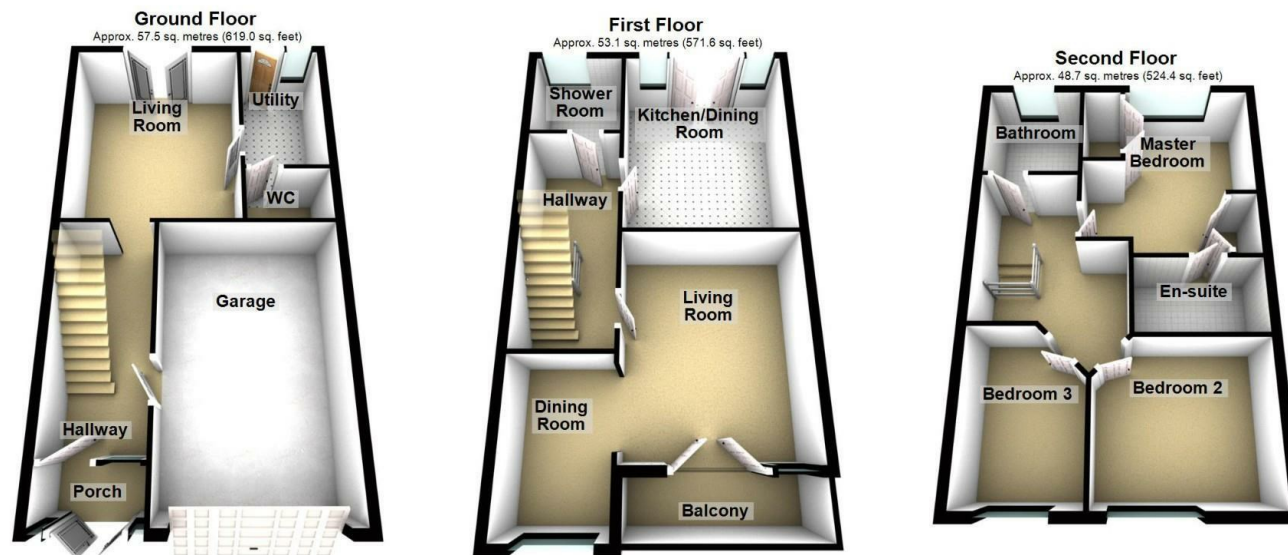 Ground Floor
Approx. 57.5 sq. metres (619.0 sq. feet)
Living
Room
Utility
WC
Garage
Hallway
Porch
First Floor
Approx. 53.1 sq. metres (571.6 sq. feet)
Shower
Room
Kitchen/Dining
Room
Hallway
Living
Room
Dining
Room
Balcony
Second Floor
Approx. 48.7 sq. metres (524.4 sq. feet)
Bathroom
Master
Bedroom
En-suite
Bedroom 3
Bedroom 2